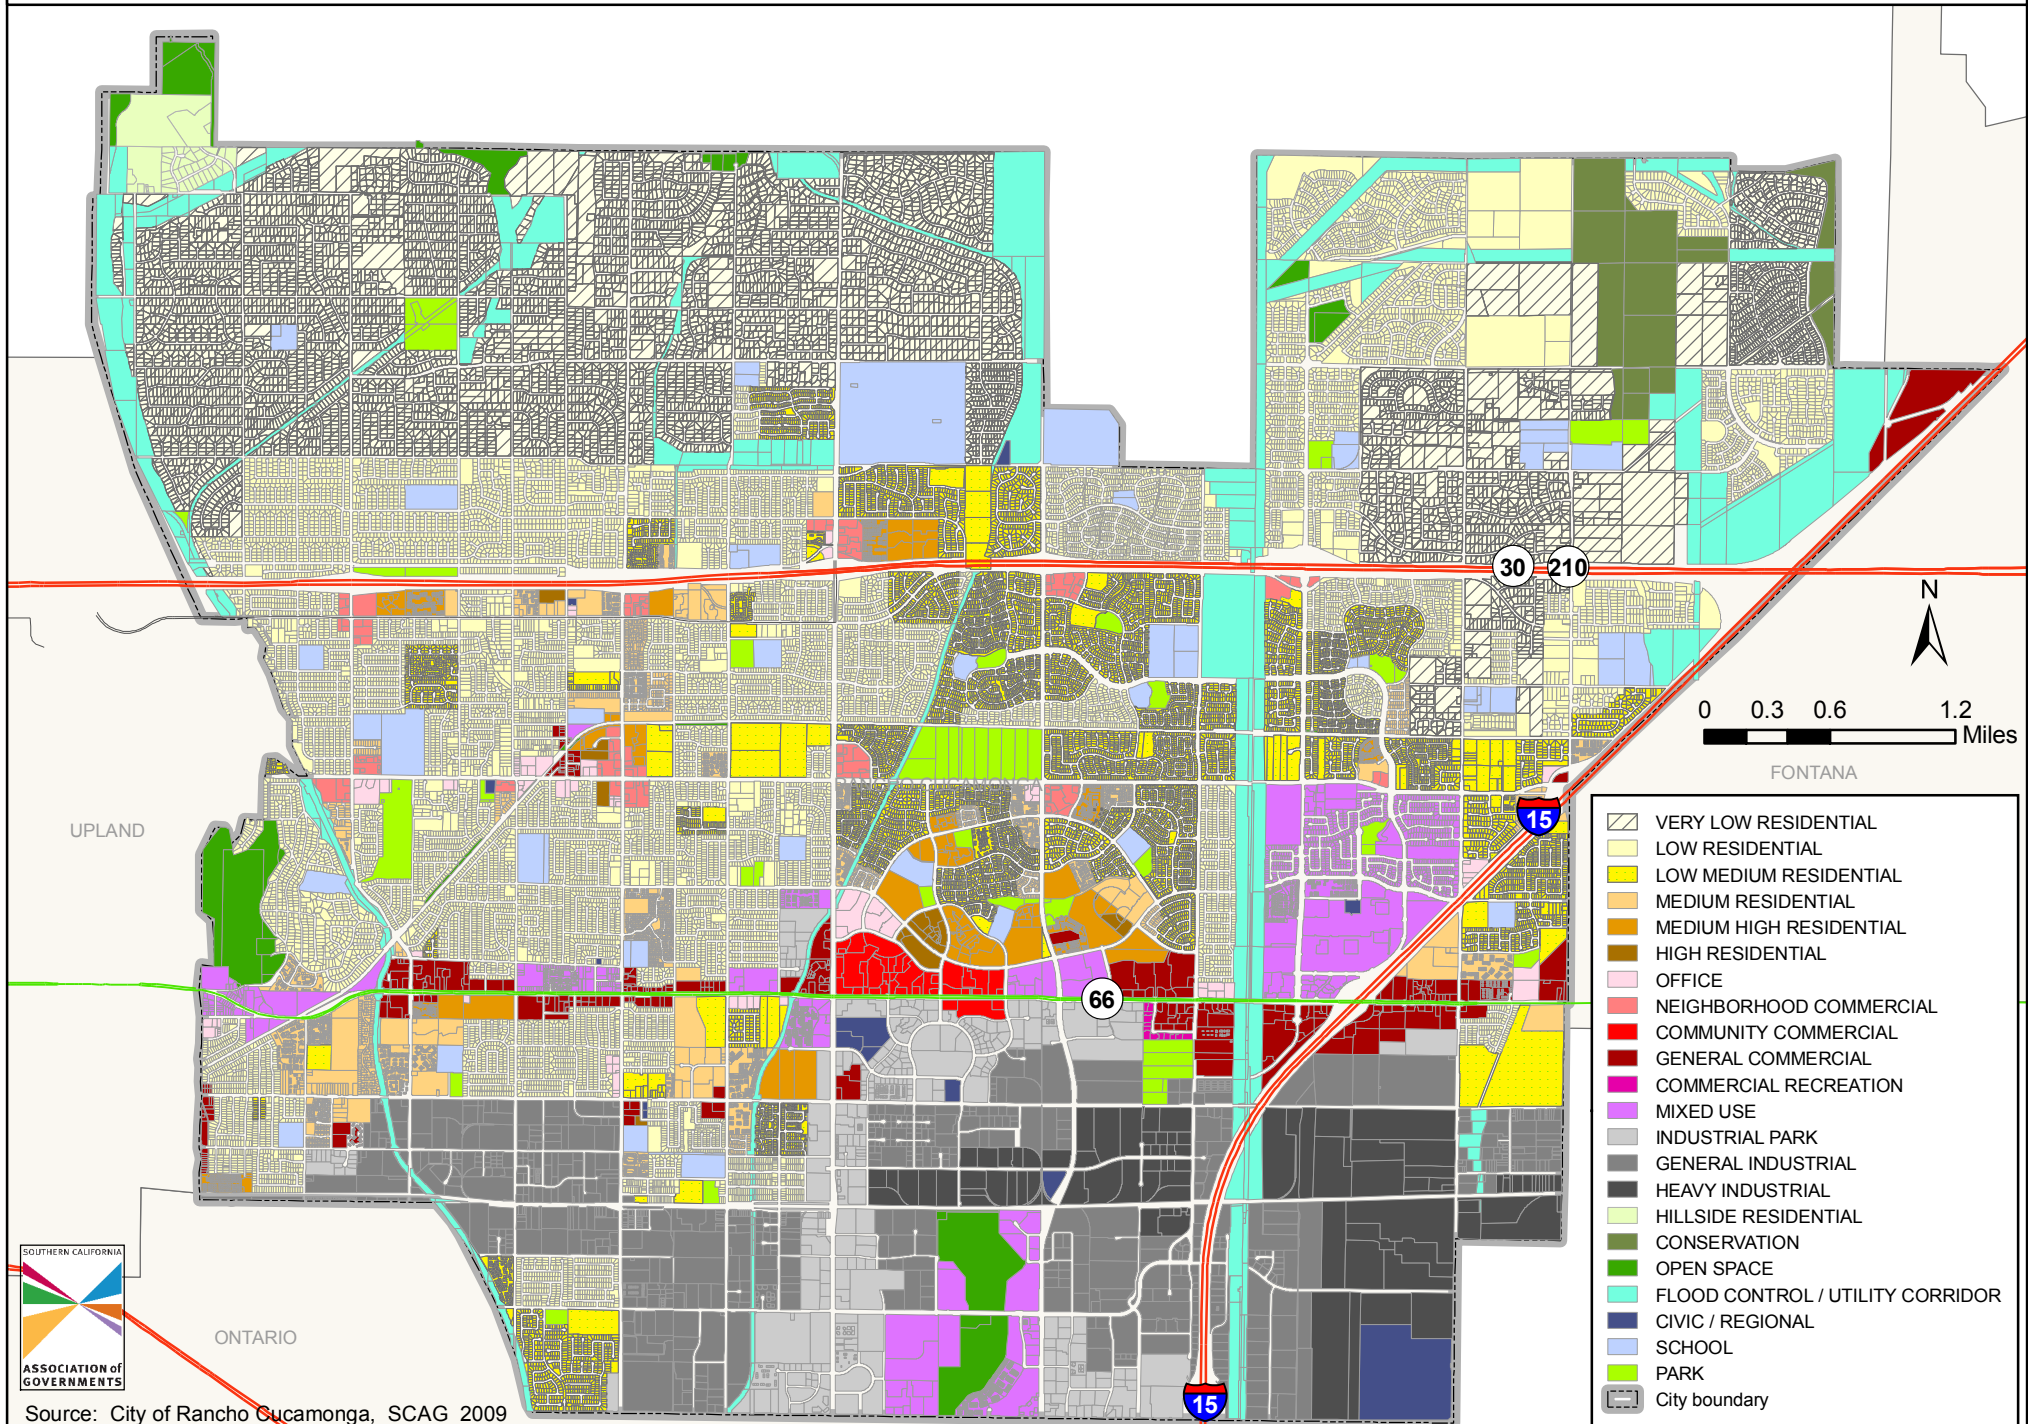 30
210
N
0 0.3 0.6 1.2
Miles
FONTANA
RANCHO CUCAMONGA
UPLAND
15
66
VERY LOW RESIDENTIAL
LOW RESIDENTIAL
LOW MEDIUM RESIDENTIAL
MEDIUM RESIDENTIAL
MEDIUM HIGH RESIDENTIAL
HIGH RESIDENTIAL
OFFICE
NEIGHBORHOOD COMMERCIAL
COMMUNITY COMMERCIAL
GENERAL COMMERCIAL
COMMERCIAL RECREATION
MIXED USE
INDUSTRIAL PARK
GENERAL INDUSTRIAL
HEAVY INDUSTRIAL
HILLSIDE RESIDENTIAL
CONSERVATION
OPEN SPACE
FLOOD CONTROL / UTILITY CORRIDOR
CIVIC / REGIONAL
SCHOOL
PARK
City boundary
SOUTHERN CALIFORNIA
ASSOCIATION of
GOVERNMENTS
ONTARIO
15
Source: City of Rancho Cucamonga, SCAG 2009